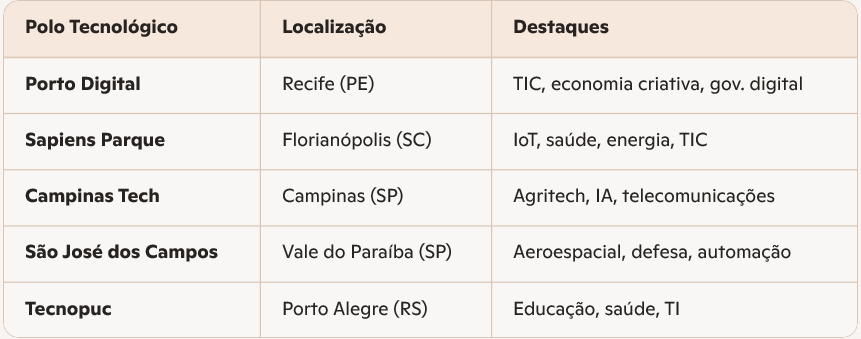 Polo Tecnológico Localização Destaques
Porto Digital Recife (PE) TIC, economia criativa, gov. digital
Sapiens Parque Florianópolis (SC) IoT, saúde, energia, TIC
Campinas Tech Campinas (SP) Agritech, IA, telecomunicações
São José dos Campos Vale do Paraíba (SP) Aeroespacial, defesa, automação
Tecnopuc Porto Alegre (RS) Educação, saúde, TI